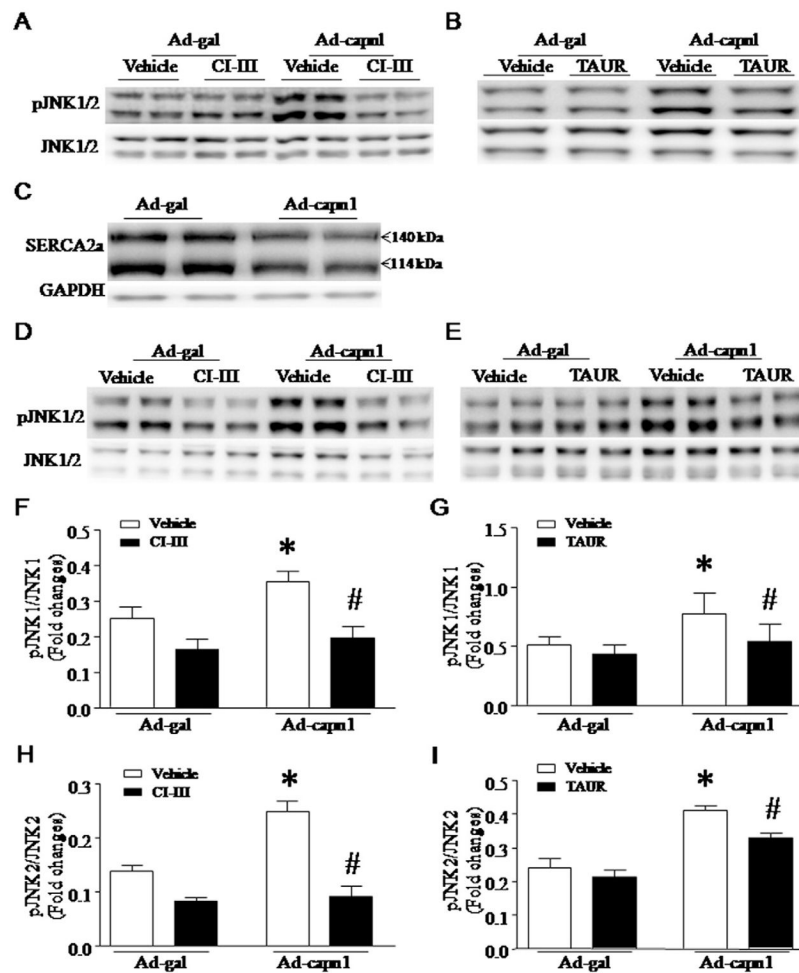 A
Ad-gal Ad-capn1
Vehicle CI-III Vehicle CI-III
pJNK1/2
JNK1/2
B
Ad-gal Ad-capn1
Vehicle TAUR Vehicle TAUR
C
Ad-gal Ad-capn1
SERCA2a
140 kDa
114 kDa
GAPDH
D
Ad-gal Ad-capn1
Vehicle CI-III Vehicle CI-III
pJNK1/2
JNK1/2
E
Ad-gal Ad-capn1
Vehicle TAUR Vehicle TAUR
F
pJNK1/JNK1
(Fold changes)
0.5
0.4
0.3
0.2
0.1
0.0
Vehicle
CI-III
*
#
Ad-gal Ad-capn1
G
pJNK1/JNK1
(Fold changes)
1.5
1.0
0.5
0.0
Vehicle
TAUR
*
#
Ad-gal Ad-capn1
H
pJNK2/JNK2
(Fold changes)
0.3
0.2
0.1
0.0
Vehicle
CI-III
*
#
Ad-gal Ad-capn1
I
pJNK2/JNK2
(Fold changes)
0.5
0.4
0.3
0.2
0.1
0.0
Vehicle
TAUR
*
#
Ad-gal Ad-capn1